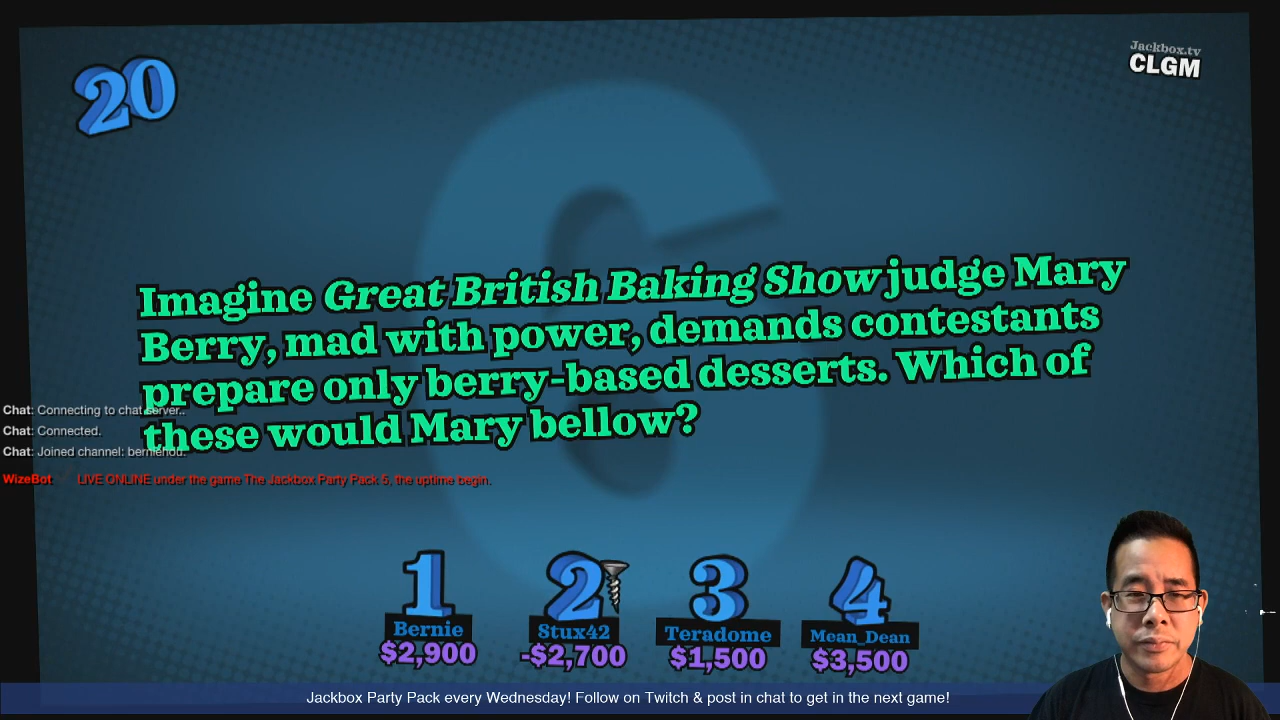 20
Jackbox.tv
CLGM
Imagine Great British Baking Show judge Mary
Berry, mad with power, demands contestants
prepare only berry-based desserts. Which of
these would Mary bellow?
Chat: Connecting to chat server..
Chat: Connected.
Chat: Joined channel: berniehou.
WizeBot: LIVE ONLINE under the game The Jackbox Party Pack 5, the uptime begin.
6
1 2 3 4
Bernie Stux42 Teradome Mean_Dean
$2,900 -$2,700 $1,500 $3,500
Jackbox Party Pack every Wednesday! Follow on Twitch & post in chat to get in the next game!